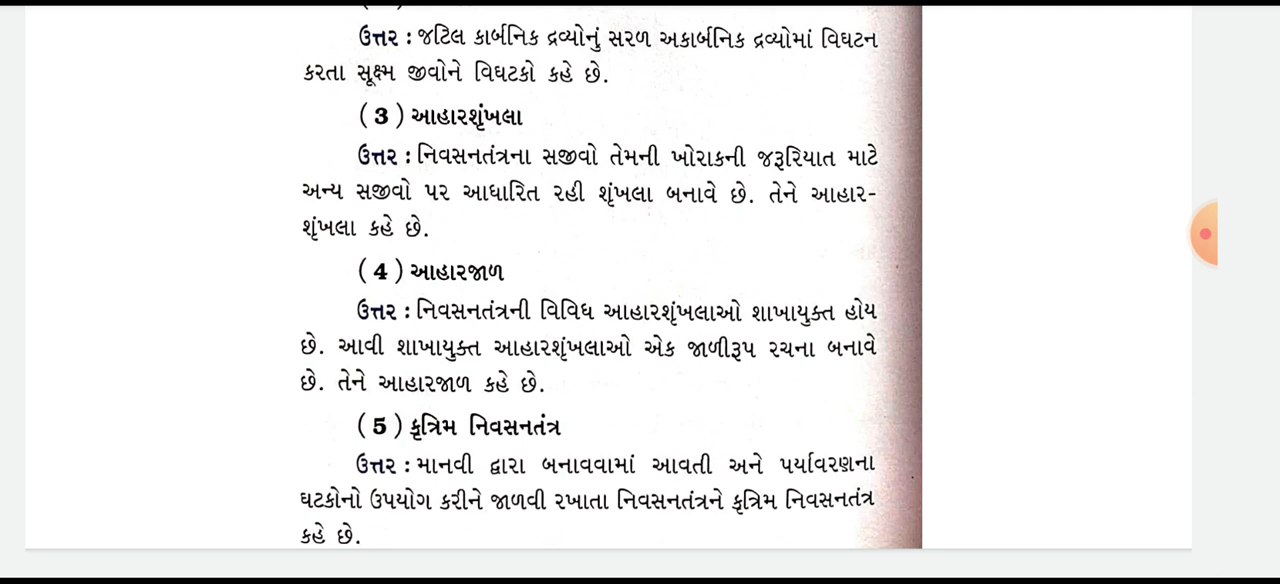 ઉત્તર : જટિલ કાર્બનિક દ્રવ્યોનું સરળ અકાર્બનિક દ્રવ્યોમાં વિઘટન
કરતા સૂક્ષ્મ જીવોને વિઘટકો કહે છે.
( 3 ) આહારશૃંખલા
ઉત્તર : નિવસનતંત્રના સજીવો તેમની ખોરાકની જરૂરિયાત માટે
અન્ય સજીવો પર આધારિત રહી શૃંખલા બનાવે છે. તેને આહાર-
શૃંખલા કહે છે.
( 4 ) આહારજાળ
ઉત્તર : નિવસનતંત્રની વિવિધ આહારશૃંખલાઓ શાખાયુક્ત હોય
છે. આવી શાખાયુક્ત આહારશૃંખલાઓ એક જાળીરૂપ રચના બનાવે
છે. તેને આહારજાળ કહે છે.
( 5 ) કૃત્રિમ નિવસનતંત્ર
ઉત્તર : માનવી દ્વારા બનાવવામાં આવતી અને પર્યાવરણના
ઘટકોનો ઉપયોગ કરીને જાળવી રખાતા નિવસનતંત્રને કૃત્રિમ નિવસનતંત્ર
કહે છે.